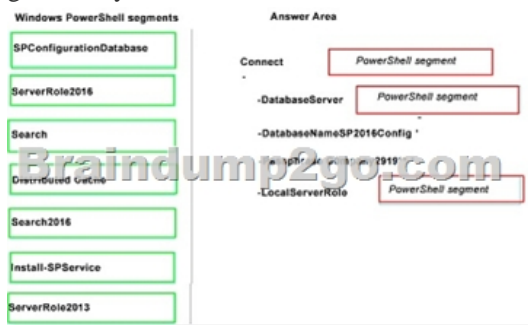 Windows PowerShell segments
Answer Area
SPConfigurationDatabase
ServerRole2016
Search
Distributed Cache
Search2016
Install-SPService
ServerRole2013
Connect
PowerShell segment
-
-DatabaseServer
PowerShell segment
-DatabaseNameSP2016Config '
-LocalServerRole
PowerShell segment
Braindump2go.com